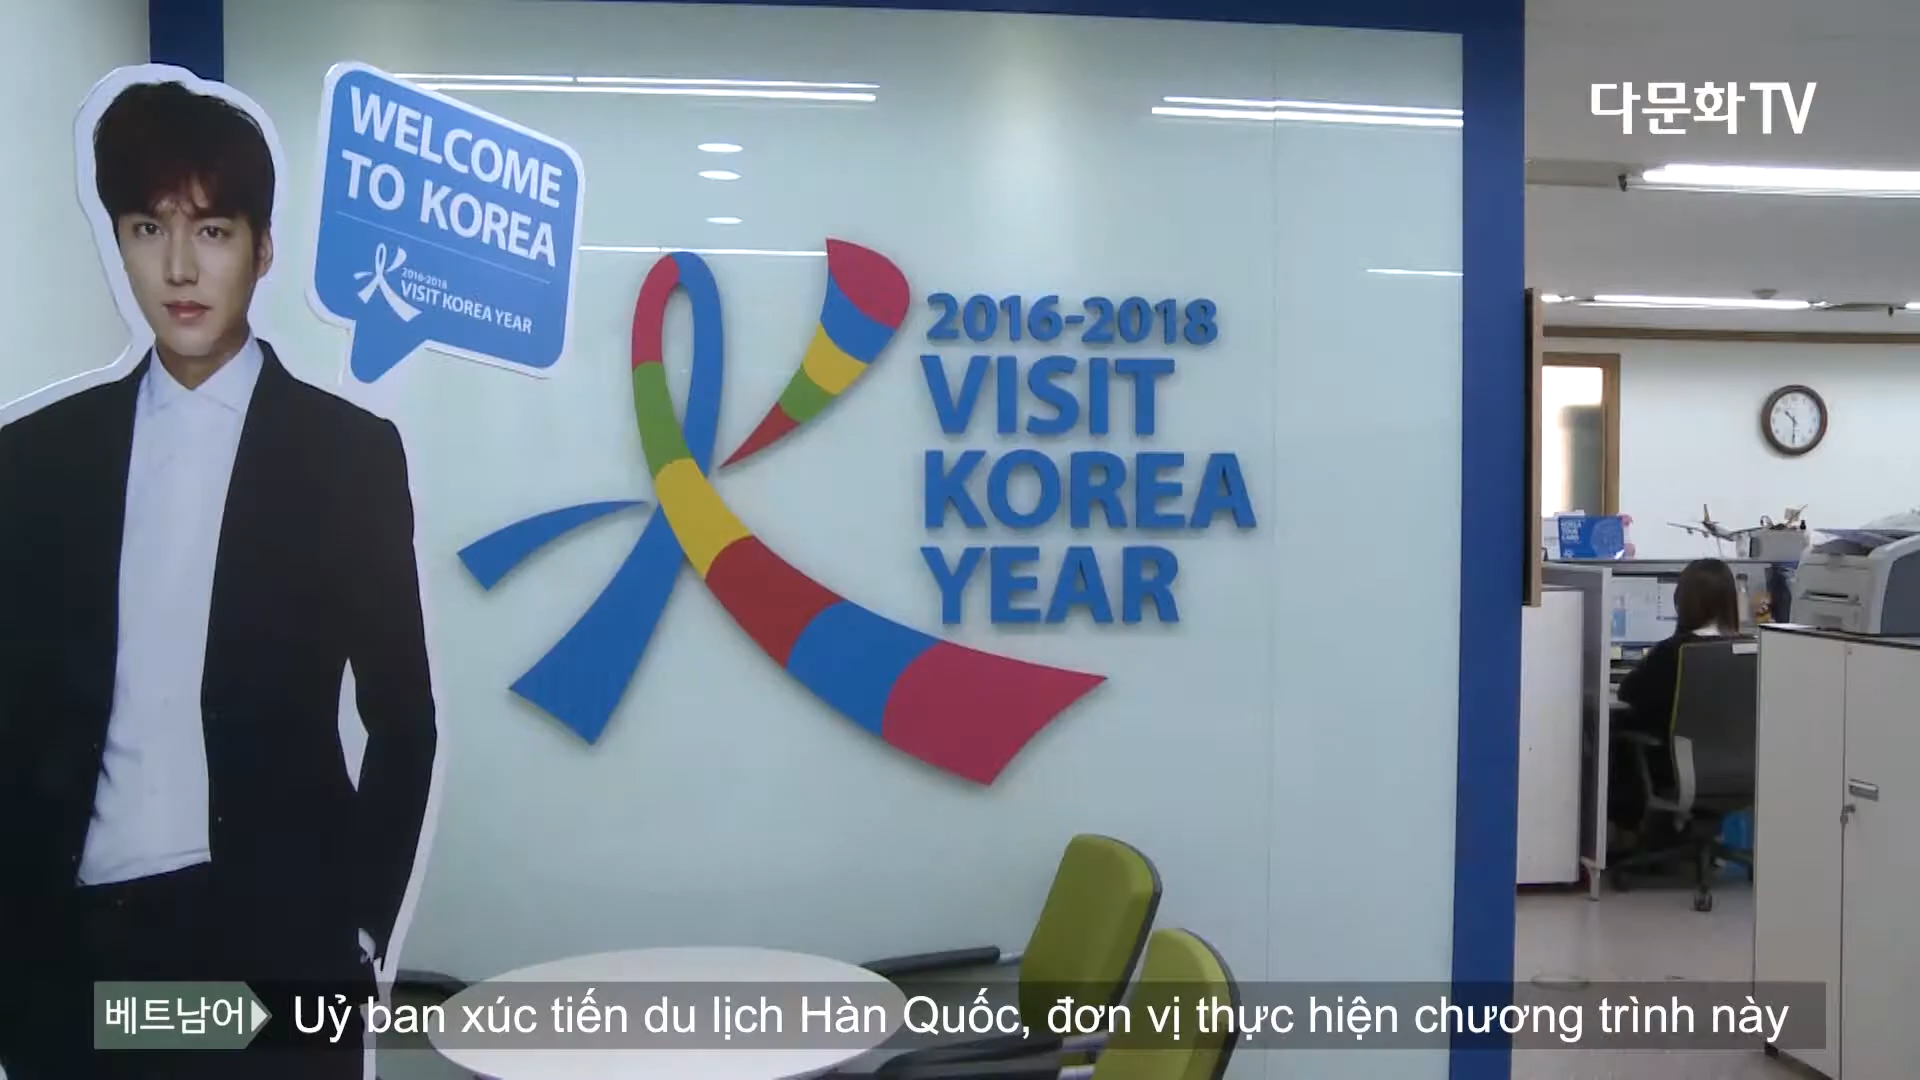 WELCOME
TO KOREA
2016-2018
VISIT KOREA YEAR
2016-2018
VISIT
KOREA
YEAR
다문화TV
베트남어
Uỷ ban xúc tiến du lịch Hàn Quốc, đơn vị thực hiện chương trình này